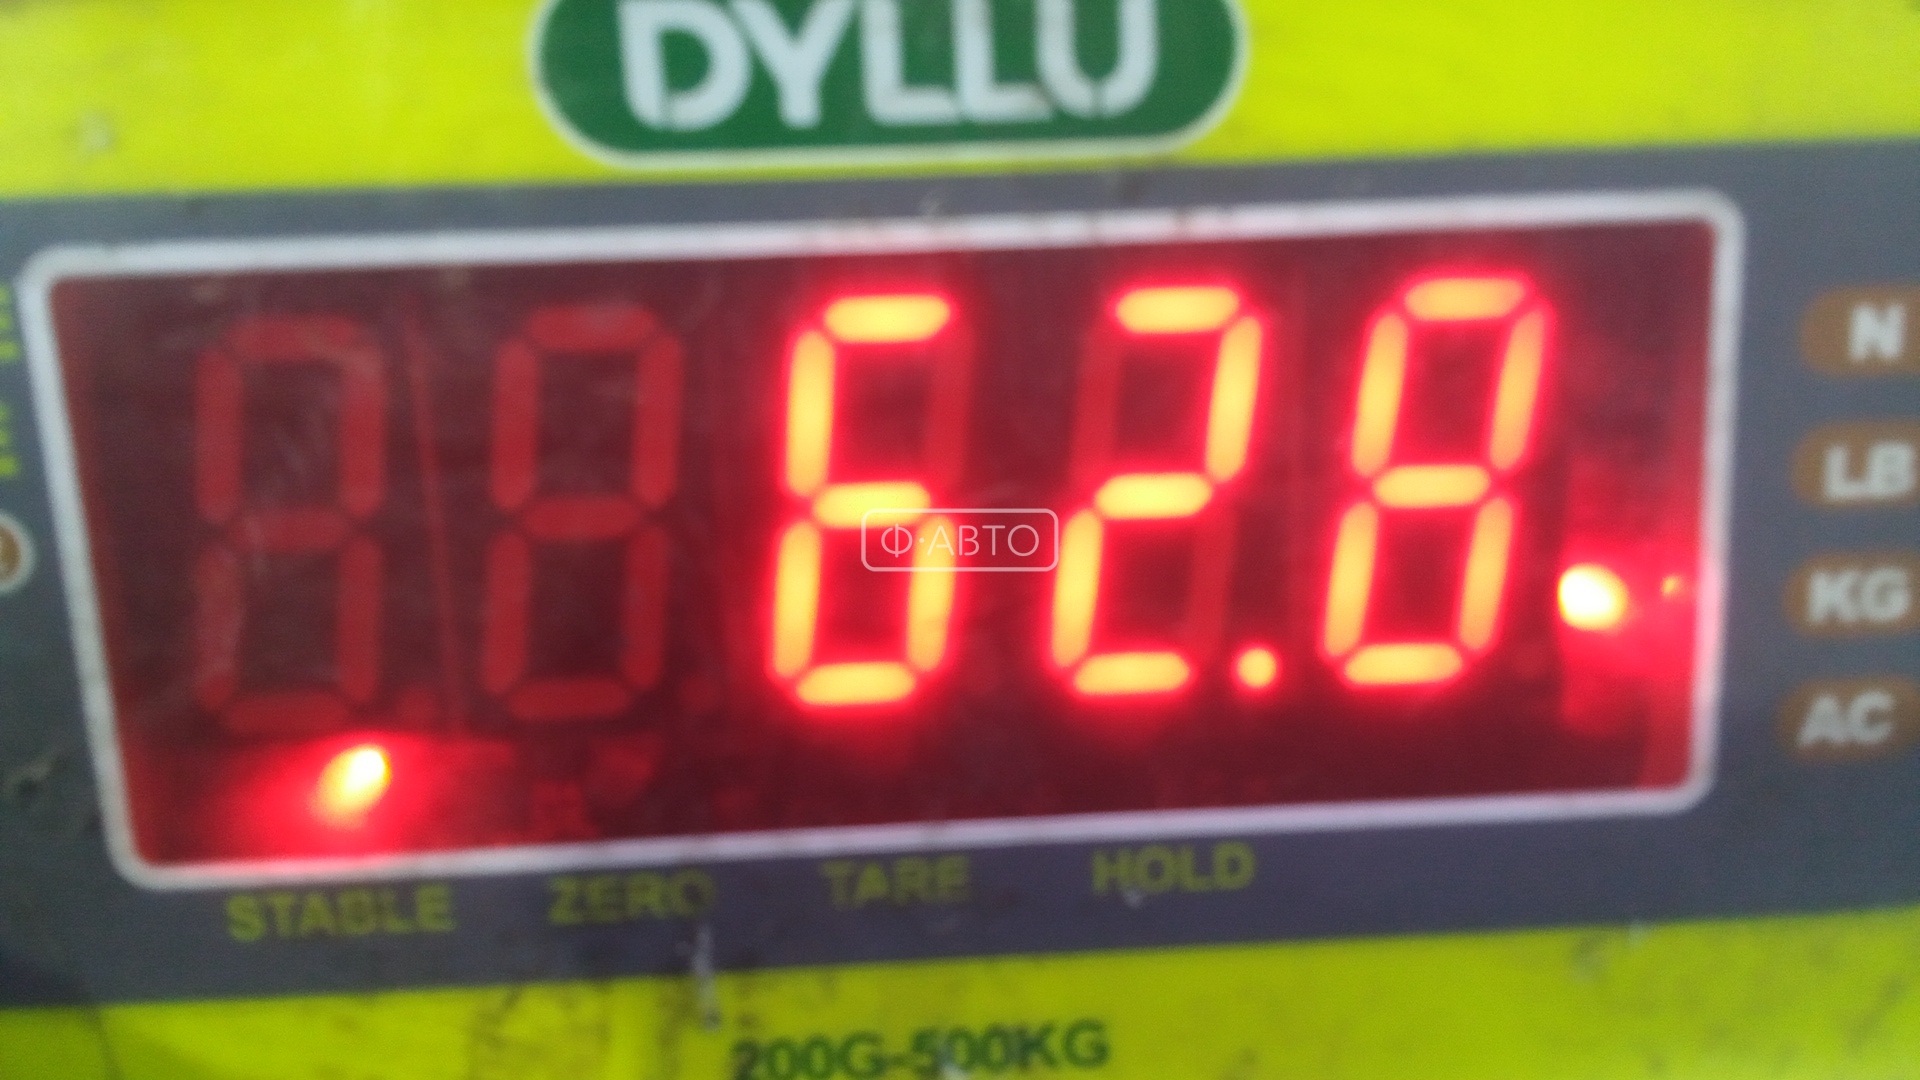 DYLLU
62.8
N
LB
KG
AC
Ф·АВТО
STABLE ZERO TARE HOLD
200G-500KG